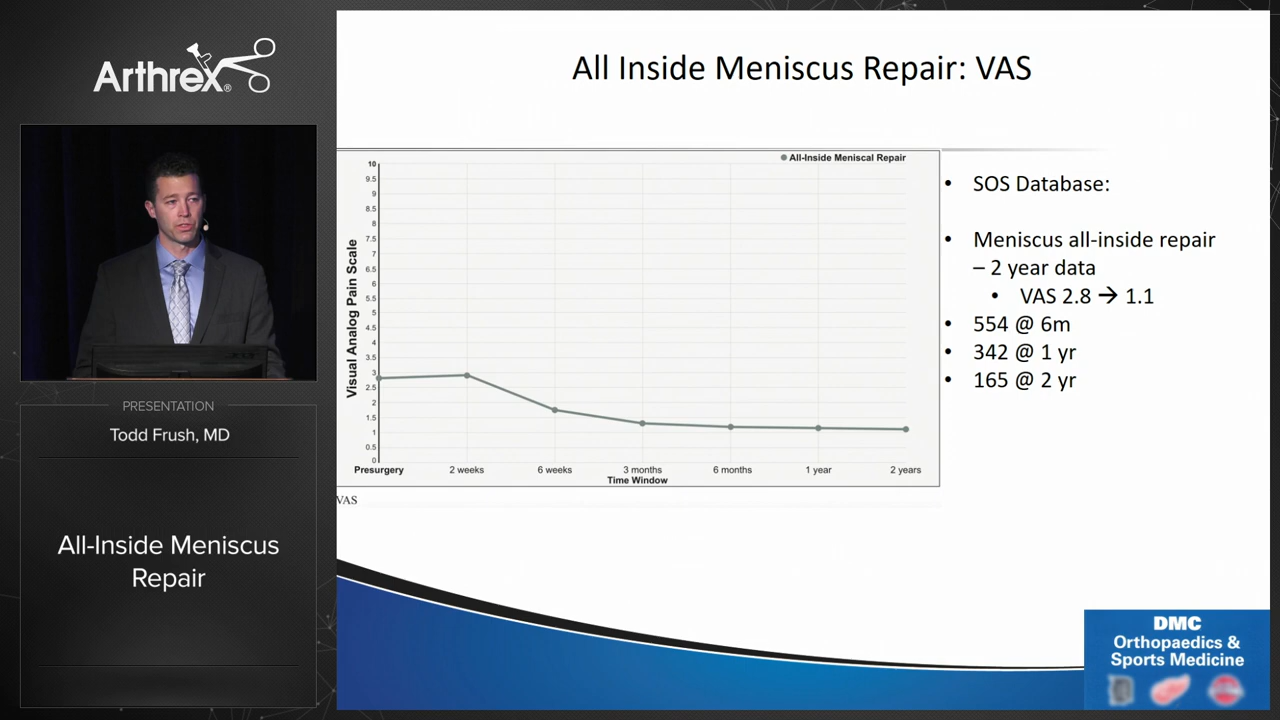 Arthrex®
PRESENTATION
Todd Frush, MD
All-Inside Meniscus
Repair
All Inside Meniscus Repair: VAS
All-Inside Meniscal Repair
Visual Analog Pain Scale
10
9.5
9
8.5
8
7.5
7
6.5
6
5.5
5
4.5
4
3.5
3
2.5
2
1.5
1
0.5
0
Presurgery
2 weeks
6 weeks
3 months
6 months
1 year
2 years
Time Window
VAS
• SOS Database:
• Meniscus all-inside repair
– 2 year data
• VAS 2.8 → 1.1
• 554 @ 6m
• 342 @ 1 yr
• 165 @ 2 yr
DMC
Orthopaedics &
Sports Medicine